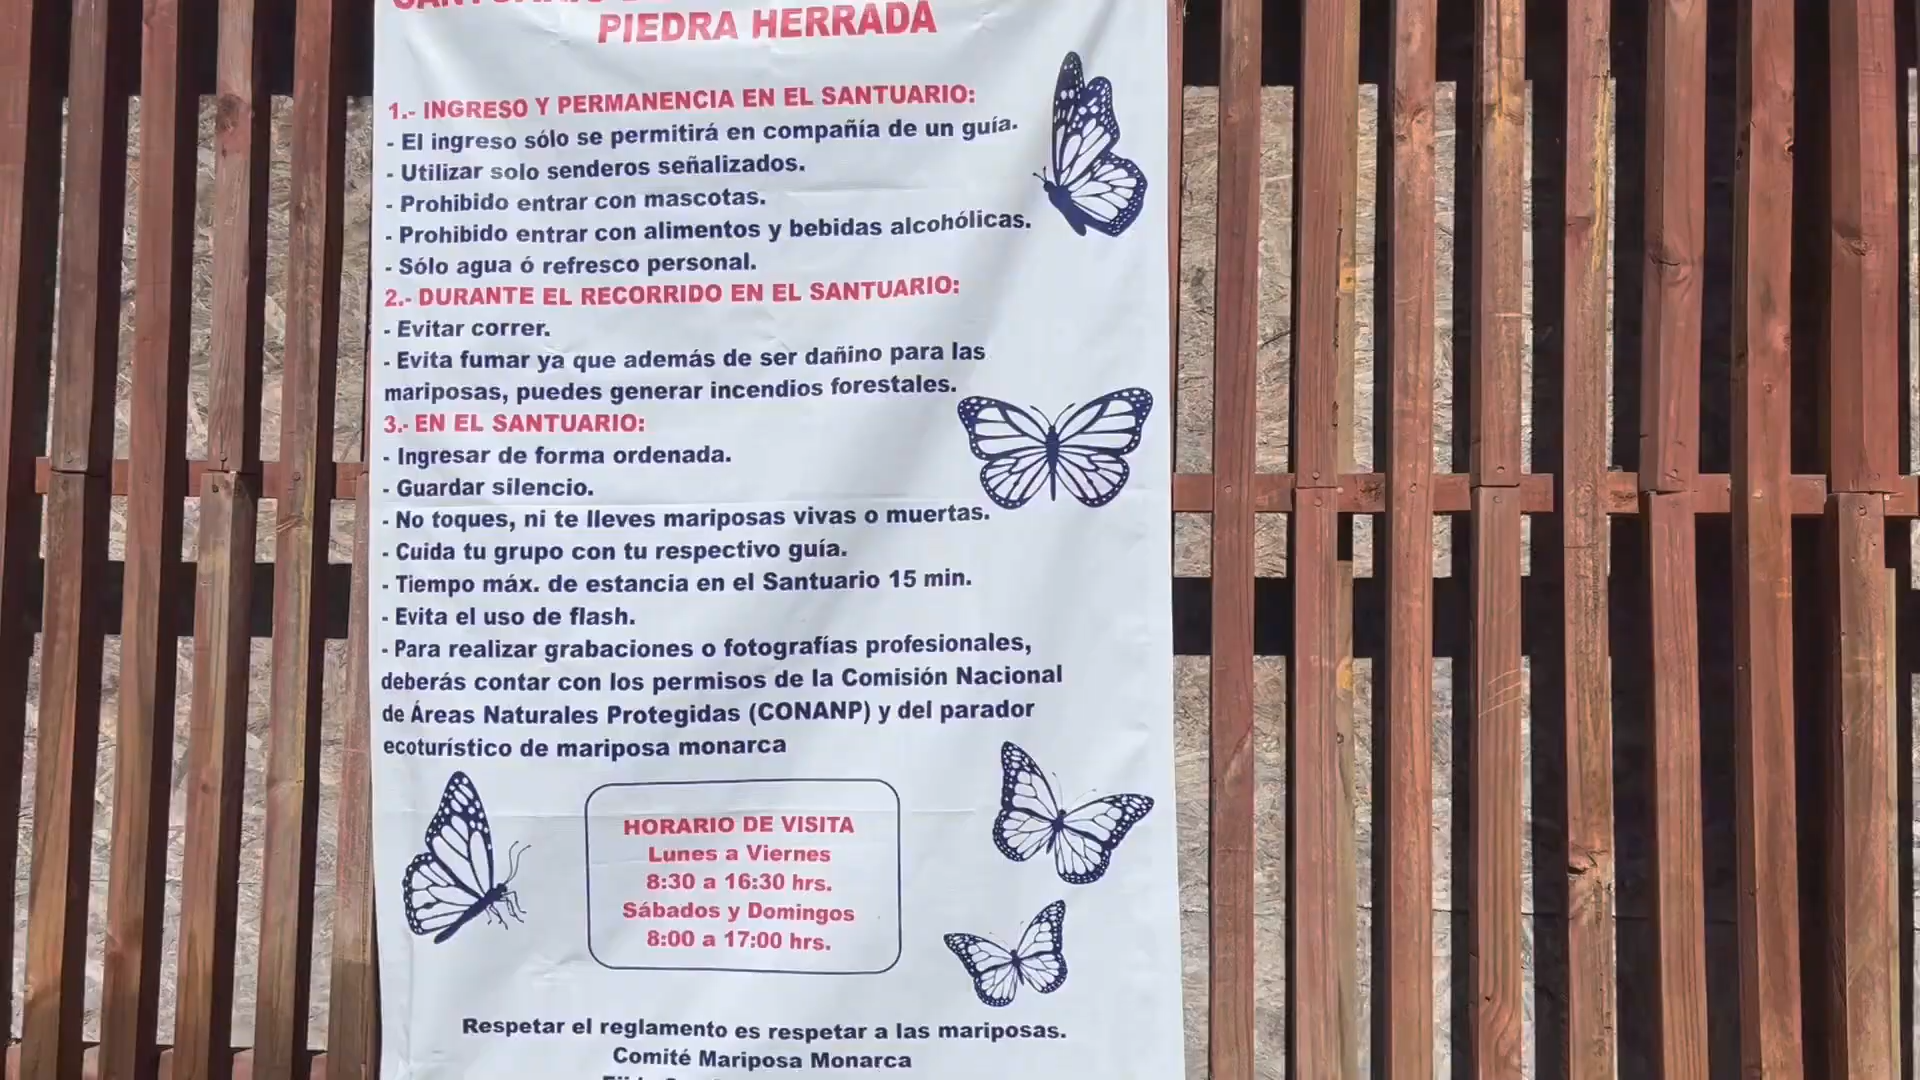 PIEDRA HERRADA
1.- INGRESO Y PERMANENCIA EN EL SANTUARIO:
- El ingreso sólo se permitirá en compañía de un guía.
- Utilizar solo senderos señalizados.
- Prohibido entrar con mascotas.
- Prohibido entrar con alimentos y bebidas alcohólicas.
- Sólo agua ó refresco personal.
2.- DURANTE EL RECORRIDO EN EL SANTUARIO:
- Evitar correr.
- Evita fumar ya que además de ser dañino para las
mariposas, puedes generar incendios forestales.
3.- EN EL SANTUARIO:
- Ingresar de forma ordenada.
- Guardar silencio.
- No toques, ni te lleves mariposas vivas o muertas.
- Cuida tu grupo con tu respectivo guía.
- Tiempo máx. de estancia en el Santuario 15 min.
- Evita el uso de flash.
- Para realizar grabaciones o fotografías profesionales,
deberás contar con los permisos de la Comisión Nacional
de Áreas Naturales Protegidas (CONANP) y del parador
ecoturístico de mariposa monarca
HORARIO DE VISITA
Lunes a Viernes
8:30 a 16:30 hrs.
Sábados y Domingos
8:00 a 17:00 hrs.
Respetar el reglamento es respetar a las mariposas.
Comité Mariposa Monarca